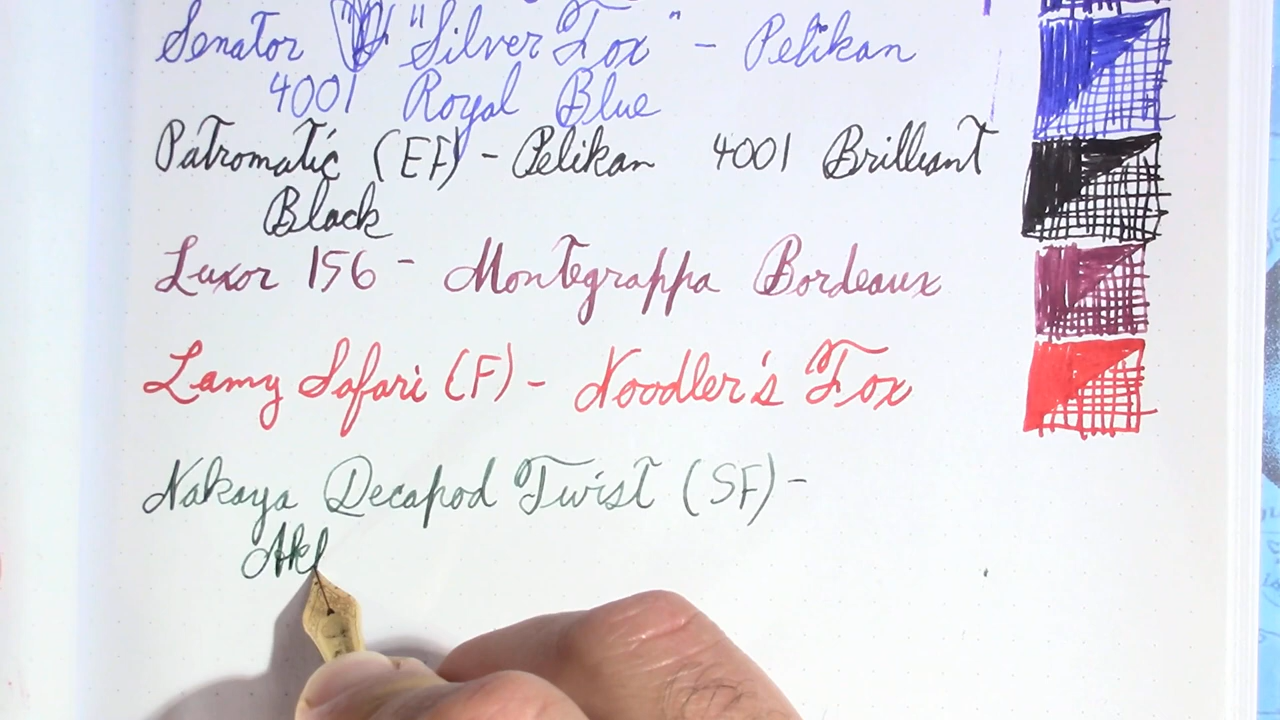 Senator "Silver Fox" - Pelikan
4001 Royal Blue
Patromatic (EF) - Pelikan 4001 Brilliant
Black
Luxor 156 - Montegrappa Bordeaux
Lamy Safari (F) - Noodler's Fox
Nakaya Decapod Twist (SF) -